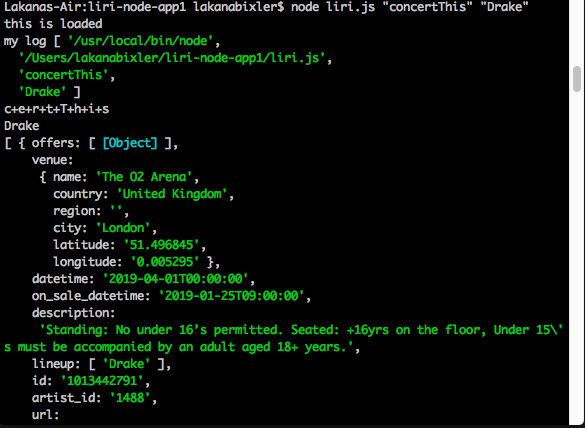 Lakanas-Air:liri-node-app1 lakanabixler$ node liri.js "concertThis" "Drake"
this is loaded
my log [ '/usr/local/bin/node',
  '/Users/lakanabixler/liri-node-app1/liri.js',
  'concertThis',
  'Drake' ]
c+e+r+t+T+h+i+s
Drake
[ { offers: [ [Object] ],
    venue:
     { name: 'The O2 Arena',
       country: 'United Kingdom',
       region: '',
       city: 'London',
       latitude: '51.496845',
       longitude: '0.005295' },
    datetime: '2019-04-01T00:00:00',
    on_sale_datetime: '2019-01-25T09:00:00',
    description:
     'Standing: No under 16’s permitted. Seated: +16yrs on the floor, Under 15\'
s must be accompanied by an adult aged 18+ years.',
    lineup: [ 'Drake' ],
    id: '1013442791',
    artist_id: '1488',
    url: